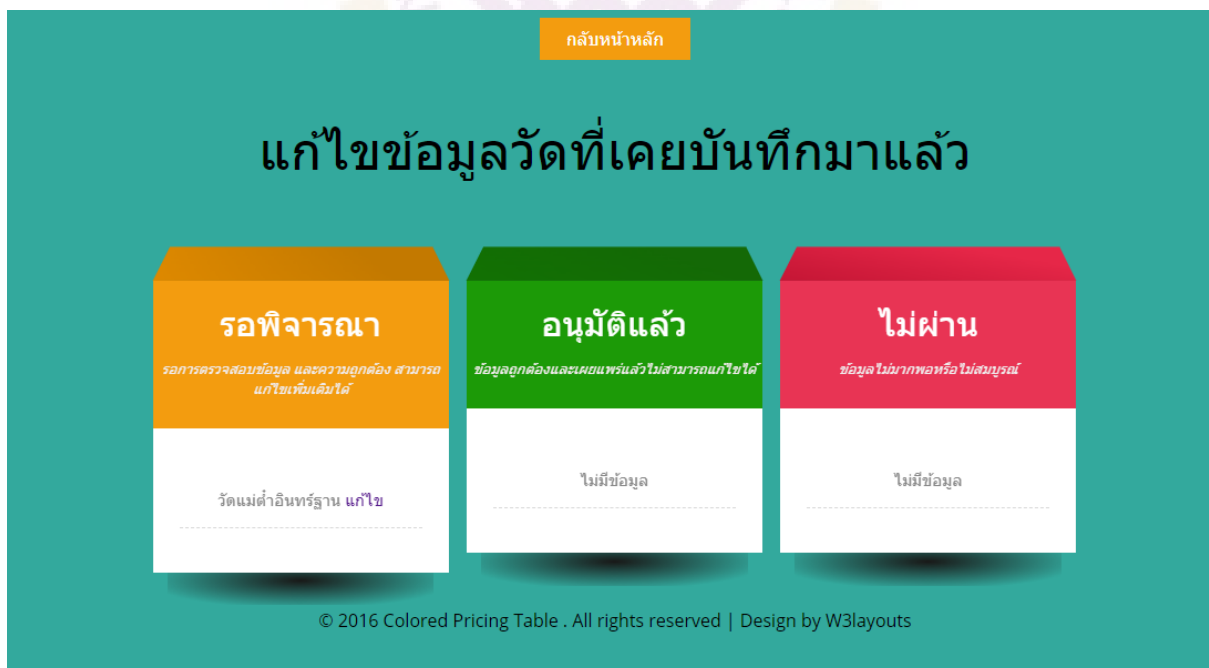 กลับหน้าหลัก
แก้ไขข้อมูลวัดที่เคยบันทึกมาแล้ว
รอพิจารณา
รอการตรวจสอบข้อมูล และความถูกต้อง สามารถ
แก้ไขเพิ่มเติมได้
วัดแม่ต๋ำอินทร์ฐาน แก้ไข
อนุมัติแล้ว
ข้อมูลถูกต้องและเผยแพร่แล้วไม่สามารถแก้ไขได้
ไม่มีข้อมูล
ไม่ผ่าน
ข้อมูลไม่มากพอหรือไม่สมบูรณ์
ไม่มีข้อมูล
© 2016 Colored Pricing Table . All rights reserved | Design by W3layouts